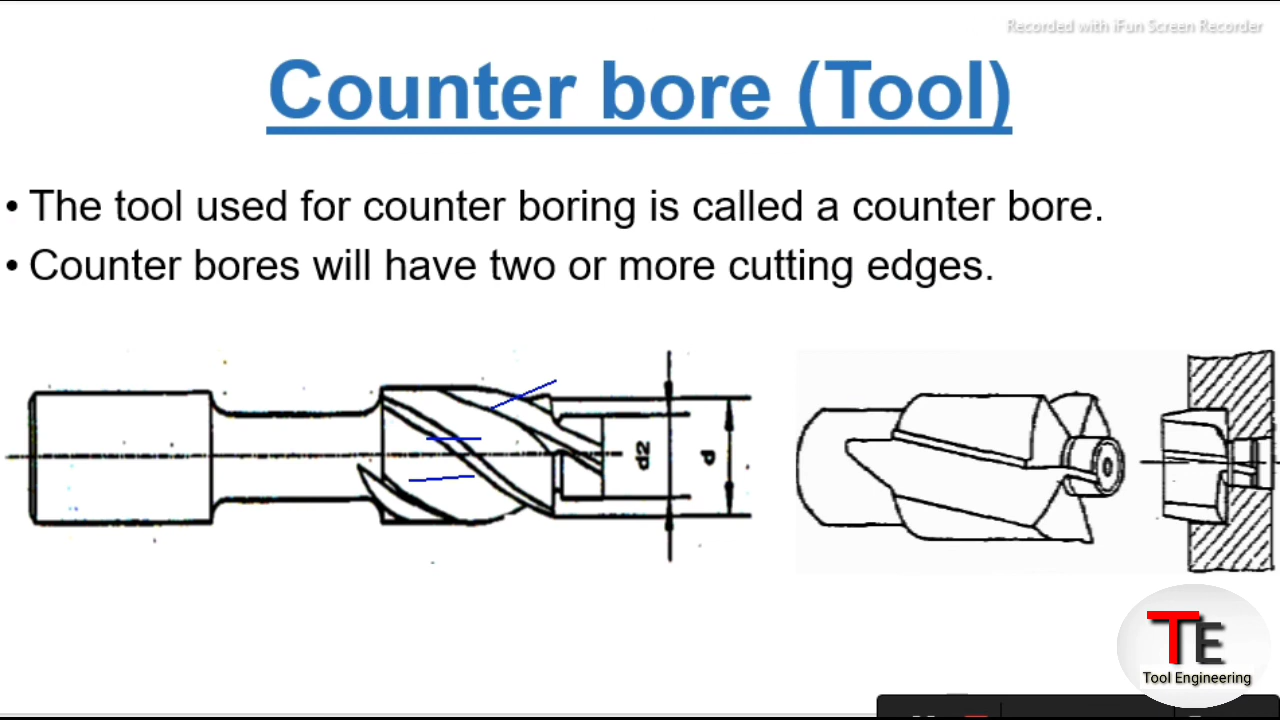 Recorded with iFun Screen Recorder
Counter bore (Tool)
• The tool used for counter boring is called a counter bore.
• Counter bores will have two or more cutting edges.
d2
d
TE
Tool Engineering